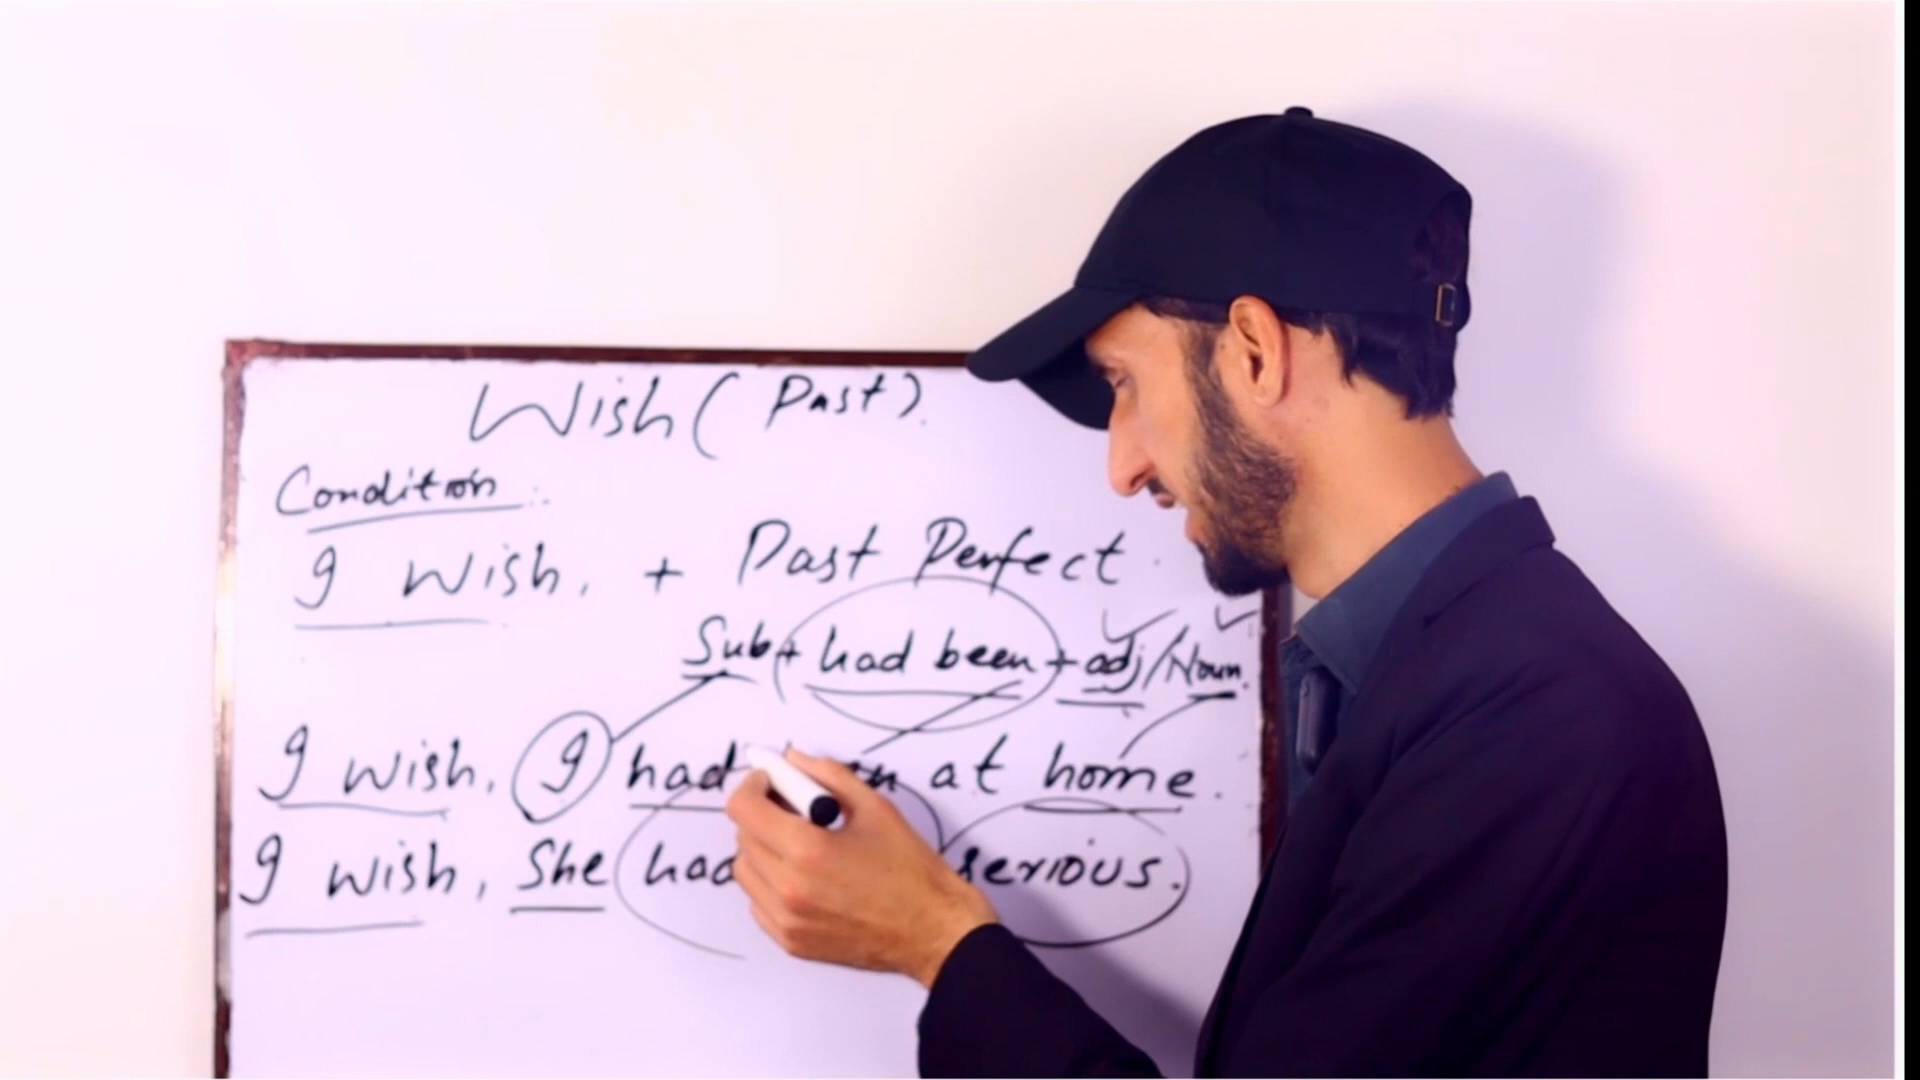 Wish (Past).
Condition:
I wish, + Past Perfect.
Sub + had been + adj/Noun.
I wish, I had at home.
I wish, She had serious.